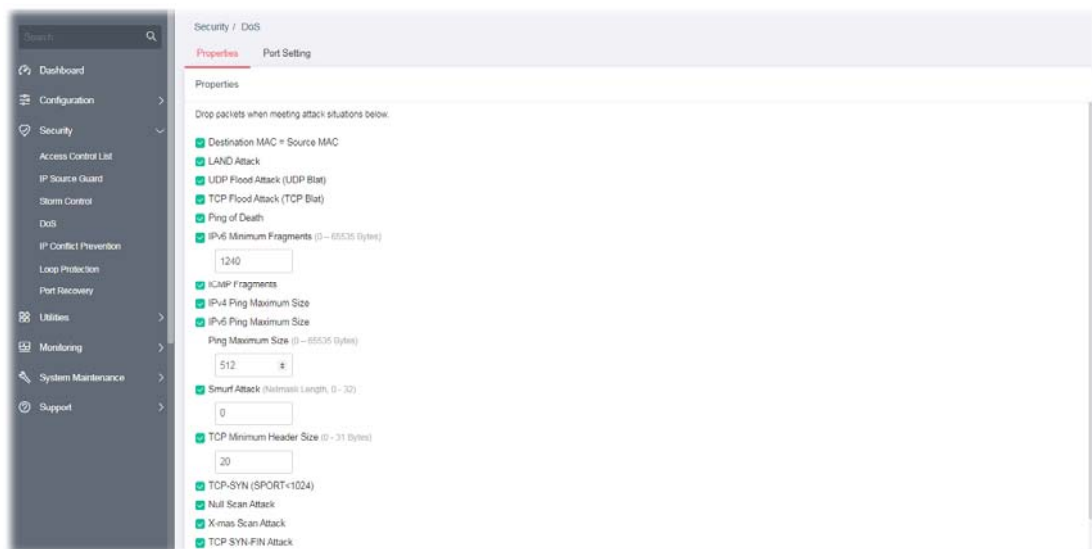 Search
Dashboard
Configuration
Security
Access Control List
IP Source Guard
Storm Control
DoS
IP Conflict Prevention
Loop Protection
Port Recovery
Utilities
Monitoring
System Maintenance
Support
Security / DoS
Properties Port Setting
Properties
Drop packets when meeting attack situations below.
Destination MAC = Source MAC
LAND Attack
UDP Flood Attack (UDP Blat)
TCP Flood Attack (TCP Blat)
Ping of Death
IPv6 Minimum Fragments (0 – 65535 Bytes)
1240
ICMP Fragments
IPv4 Ping Maximum Size
IPv6 Ping Maximum Size
Ping Maximum Size (0 – 65535 Bytes)
512
Smurf Attack (Netmask Length, 0 - 32)
0
TCP Minimum Header Size (0 - 31 Bytes)
20
TCP-SYN (SPORT<1024)
Null Scan Attack
X-mas Scan Attack
TCP SYN-FIN Attack